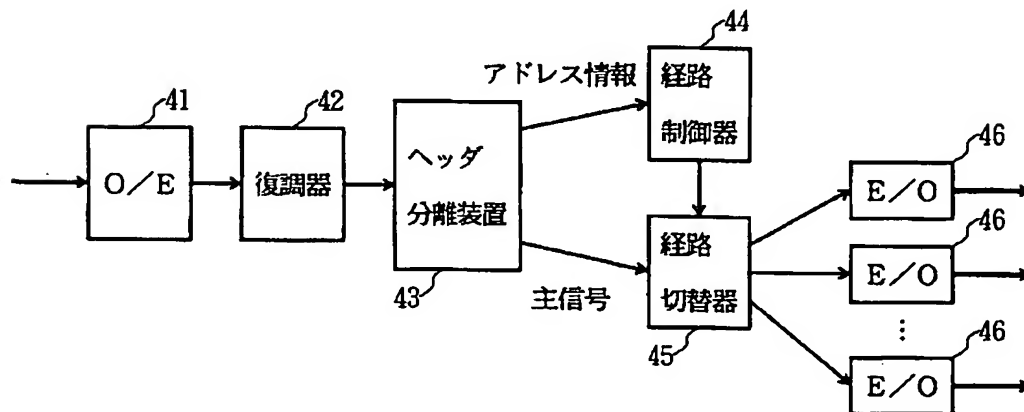 44
アドレス情報
経路
制御器
41
42
O／E
復調器
ヘッダ
分離装置
43
主信号
経路
切替器
45
46
E／O
46
E／O
⋮
46
E／O